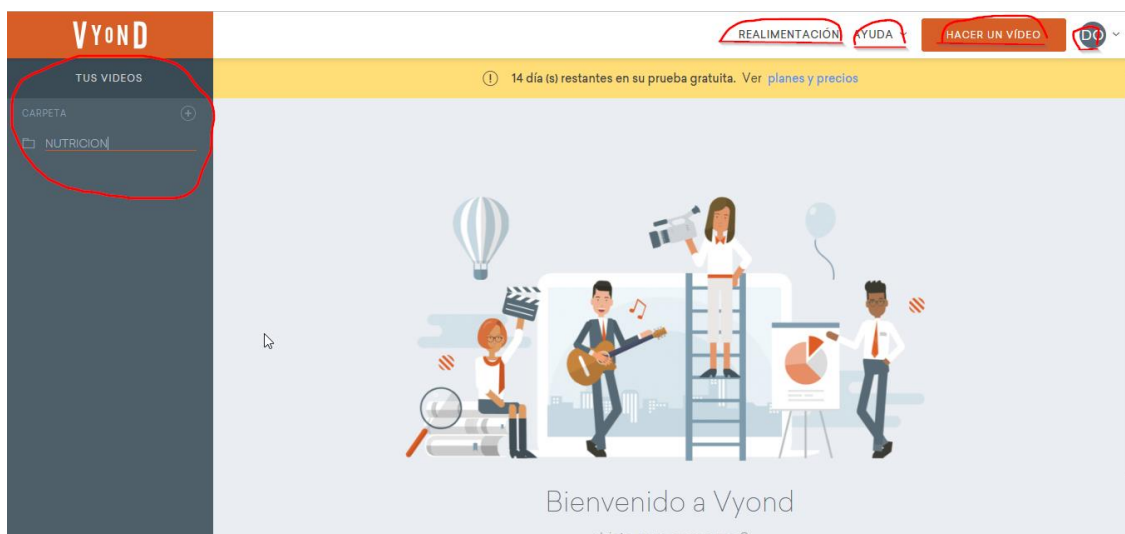 VYOND
REALIMENTACIÓN AYUDA HACER UN VÍDEO DO
TUS VIDEOS
14 día (s) restantes en su prueba gratuita. Ver planes y precios
CARPETA
NUTRICION
Bienvenido a Vyond